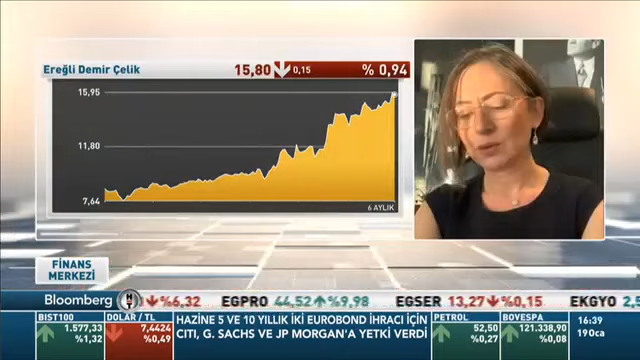 Ereğli Demir Çelik 15,80 0,15 % 0,94
15,95
11,80
7,64
6 AYLIK
FİNANS
MERKEZİ
Bloomberg HT %6,32 EGPRO 44,52 %9,98 EGSER 13,27 %0,15 EKGYO 2,5
BIST100 DOLAR / TL HAZİNE 5 VE 10 YILLIK İKİ EUROBOND İHRACI İÇİN PETROL BOVESPA 16:39
1.577,33 7,4424 52,50 121.338,90
%1,32 %0,49 CITI, G. SACHS VE JP MORGAN'A YETKİ VERDİ %0,27 %0,08 19Oca